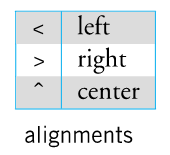 < left
> right
^ center
alignments